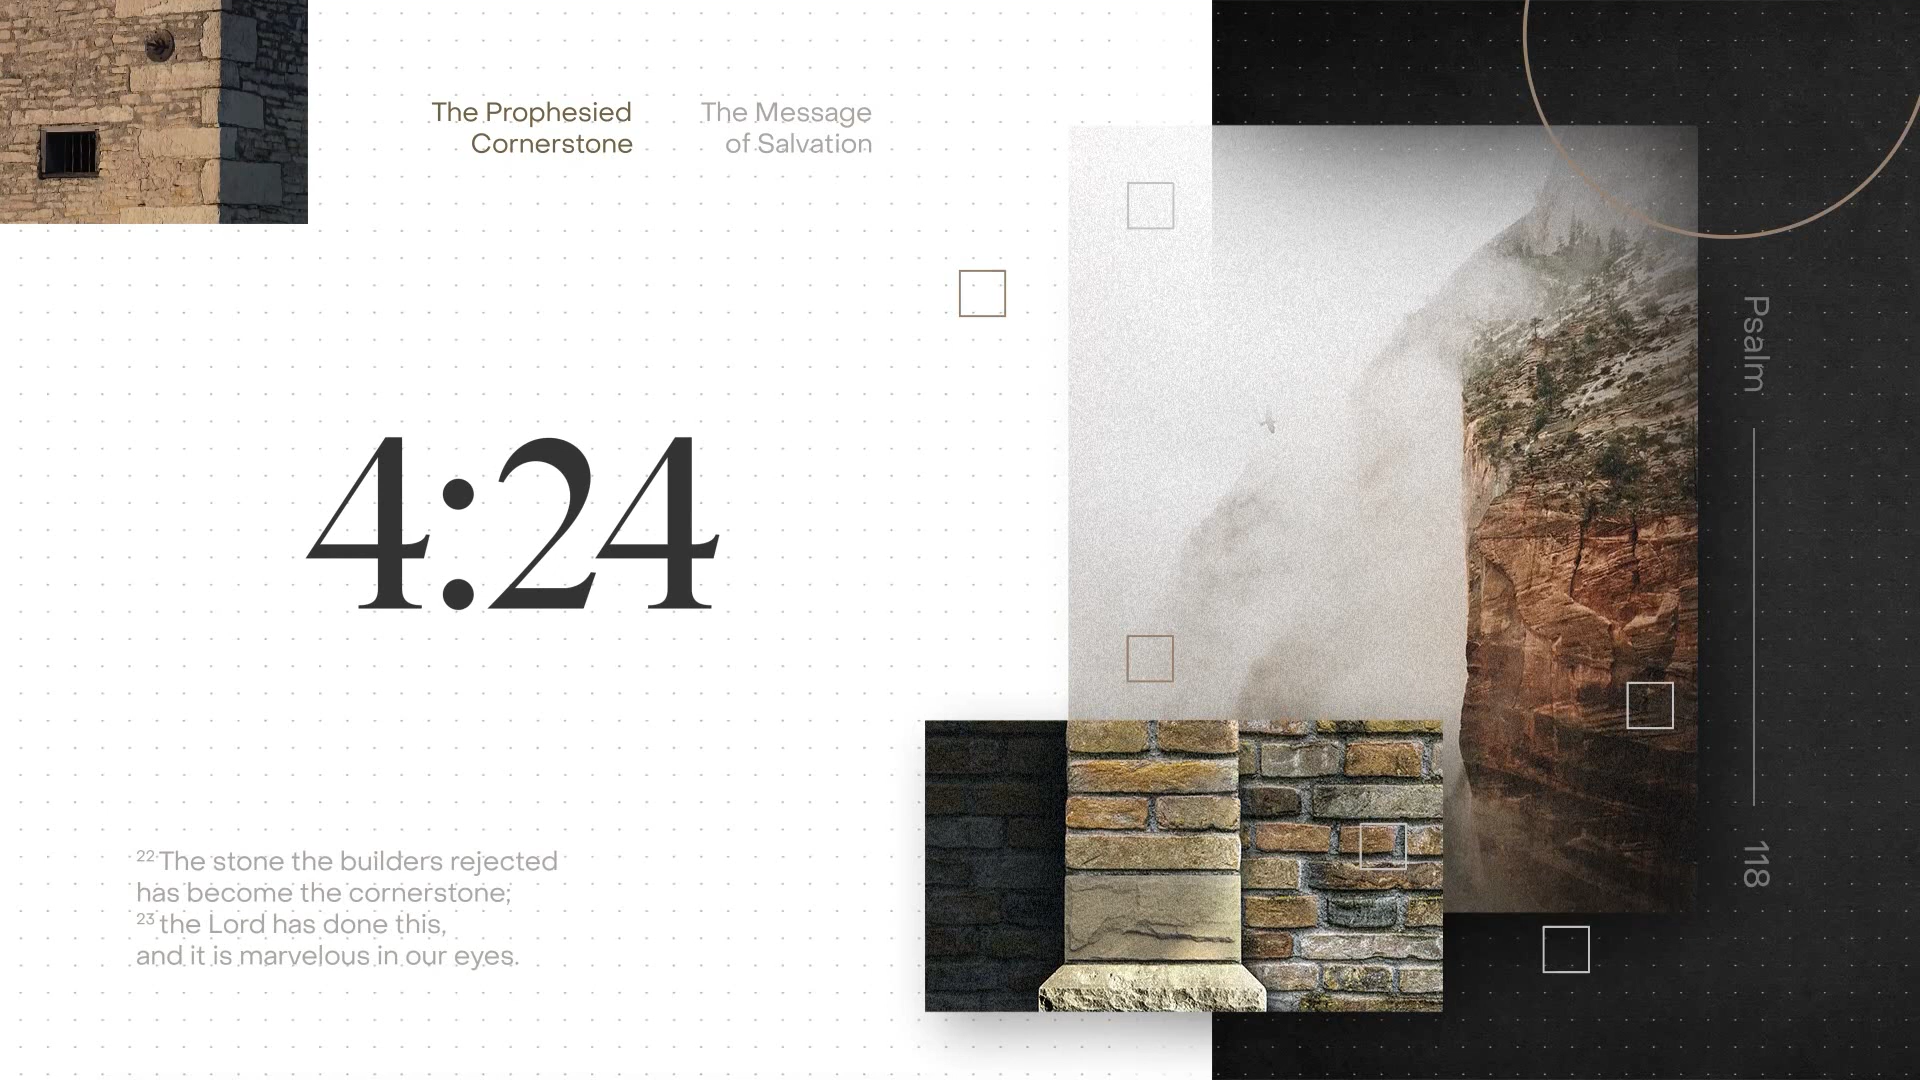 The Prophesied
Cornerstone
The Message
of Salvation
4:24
22 The stone the builders rejected
has become the cornerstone;
23 the Lord has done this,
and it is marvelous in our eyes.
Psalm
118